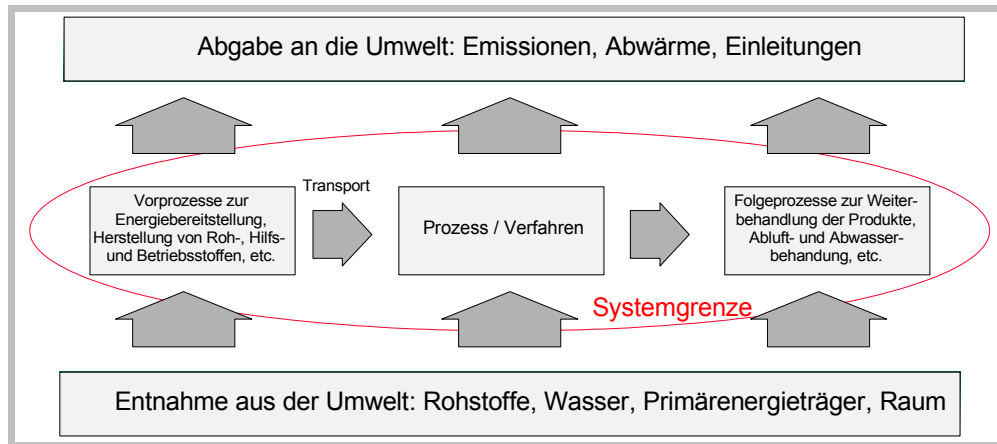 Abgabe an die Umwelt: Emissionen, Abwärme, Einleitungen
Vorprozesse zur
Energiebereitstellung,
Herstellung von Roh-, Hilfs-
und Betriebsstoffen, etc.
Transport
Prozess / Verfahren
Folgeprozesse zur Weiter-
behandlung der Produkte,
Abluft- und Abwasser-
behandung, etc.
Systemgrenze
Entnahme aus der Umwelt: Rohstoffe, Wasser, Primärenergieträger, Raum